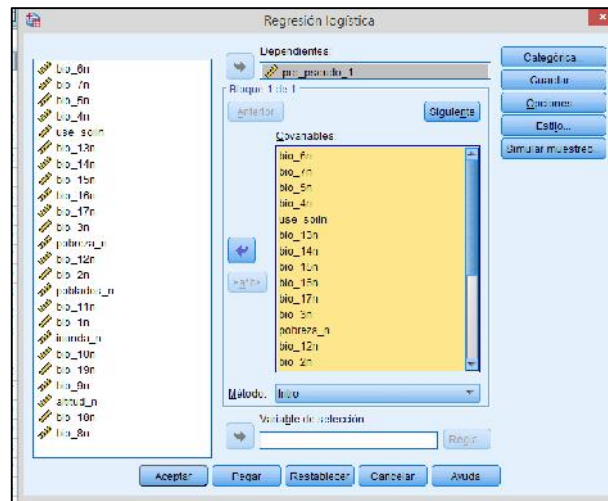 Regresión logística
Dependientes:
pre_pseudo_1
Bloque 1 de 1
Anterior
Siguiente
Covariables:
bio_6n
bio_7n
bio_5n
bio_4n
use_soiln
bio_13n
bio_14n
bio_15n
bio_16n
bio_17n
bio_3n
pobreza_n
bio_12n
bio_2n
>a*b>
Método:
Intro
Variable de selección
Regla...
bio_6n
bio_7n
bio_5n
bio_4n
use_soiln
bio_13n
bio_14n
bio_15n
bio_16n
bio_17n
bio_3n
pobreza_n
bio_12n
bio_2n
poblados_n
bio_11n
bio_1n
inunda_n
bio_10n
bio_19n
bio_9n
altitud_n
bio_18n
bio_8n
Categórica...
Guardar...
Opciones...
Estilo...
Simular muestreo...
Aceptar
Pegar
Restablecer
Cancelar
Ayuda